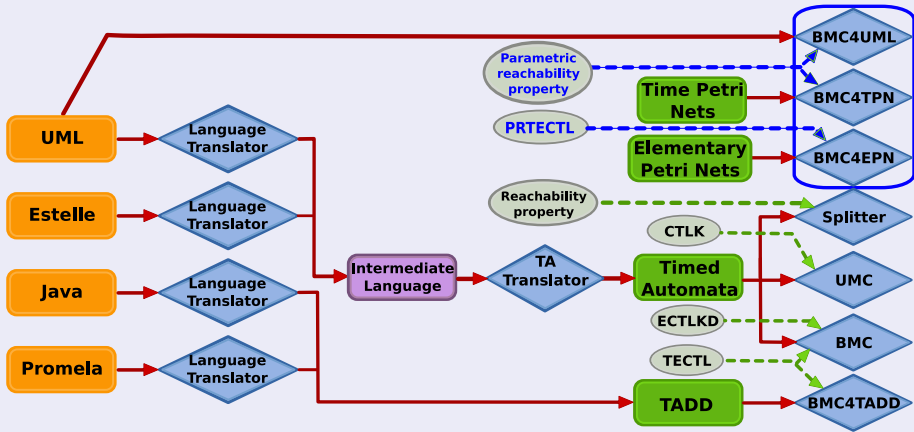 BMC4UML
Parametric
reachability
property
Time Petri
Nets
BMC4TPN
UML
Language
Translator
PRTECTL
Elementary
Petri Nets
BMC4EPN
Estelle
Language
Translator
Reachability
property
Splitter
CTLK
Java
Language
Translator
Intermediate
Language
TA
Translator
Timed
Automata
UMC
ECTLKD
BMC
Promela
Language
Translator
TECTL
TADD
BMC4TADD